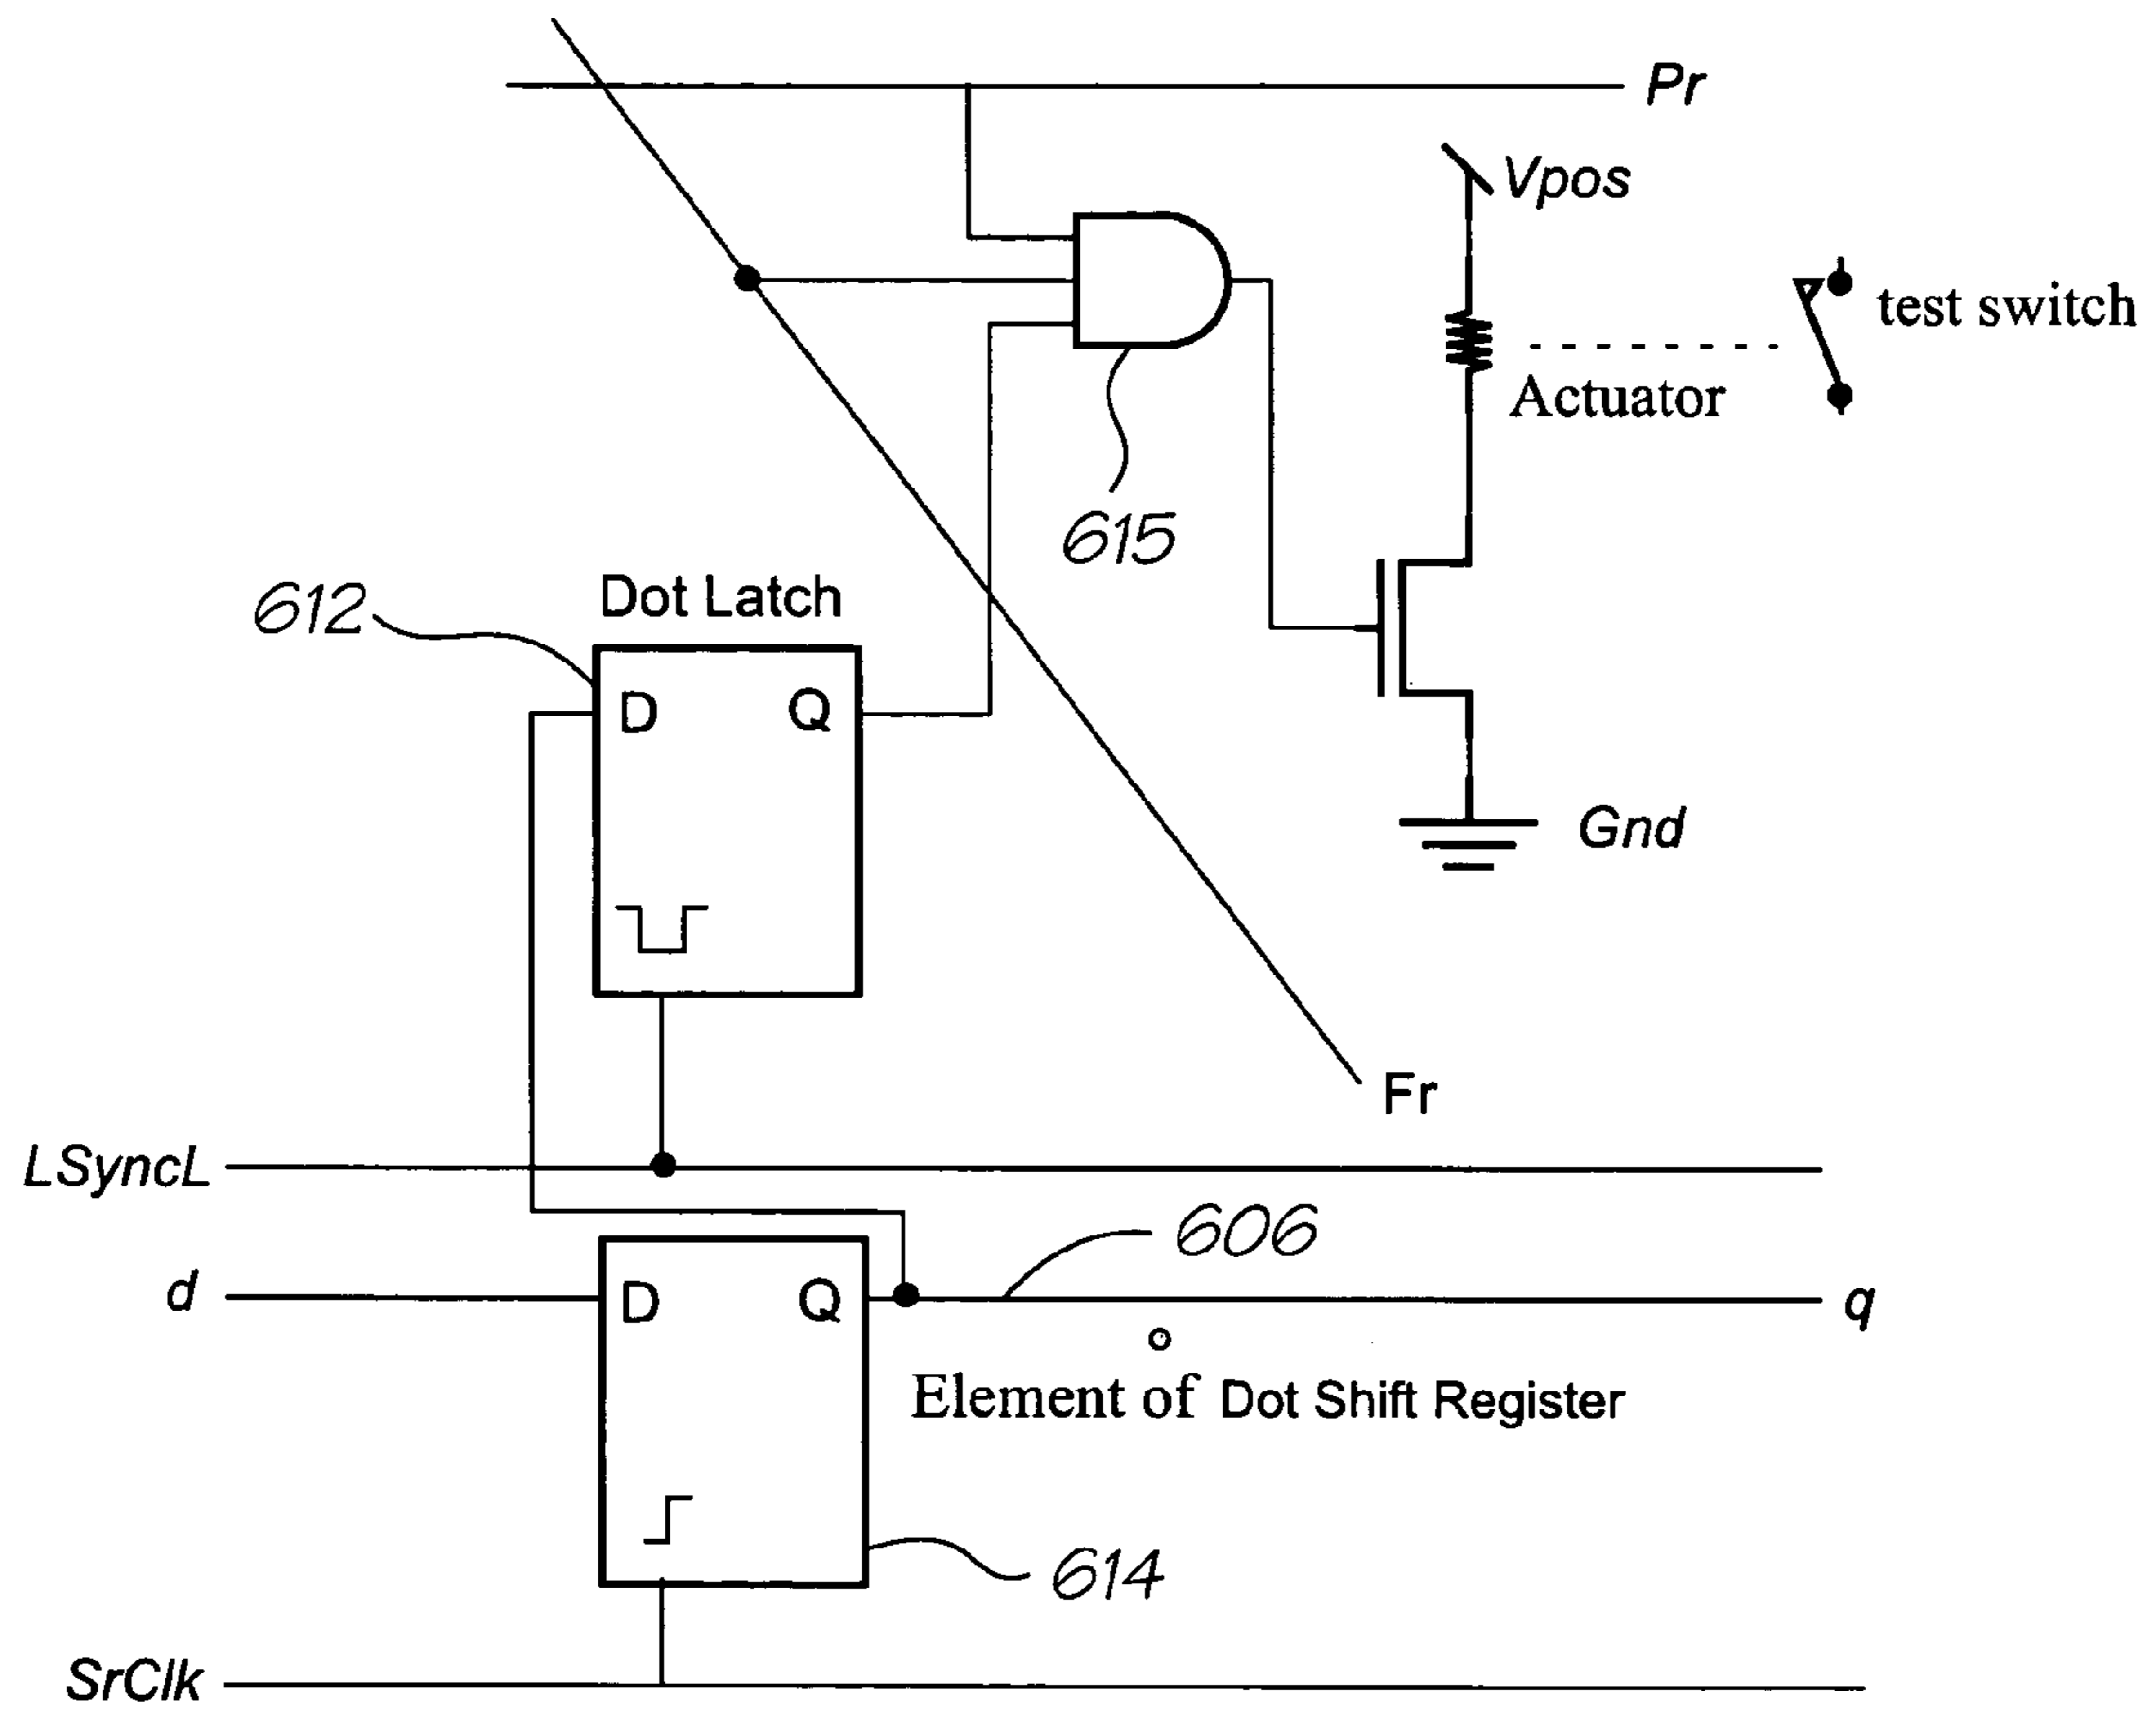 Pr
Vpos
test switch
Actuator
615
612
Dot Latch
D Q
Gnd
Fr
LSyncL
606
d
D Q
q
Element of Dot Shift Register
614
SrClk